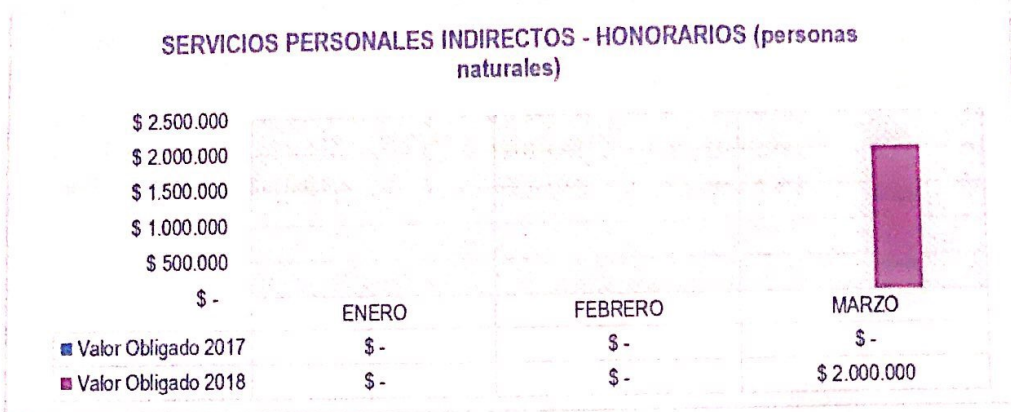 SERVICIOS PERSONALES INDIRECTOS - HONORARIOS (personas
naturales)
$ 2.500.000
$ 2.000.000
$ 1.500.000
$ 1.000.000
$ 500.000
$ -
ENERO FEBRERO MARZO
Valor Obligado 2017 $ - $ - $ -
Valor Obligado 2018 $ - $ - $ 2.000.000